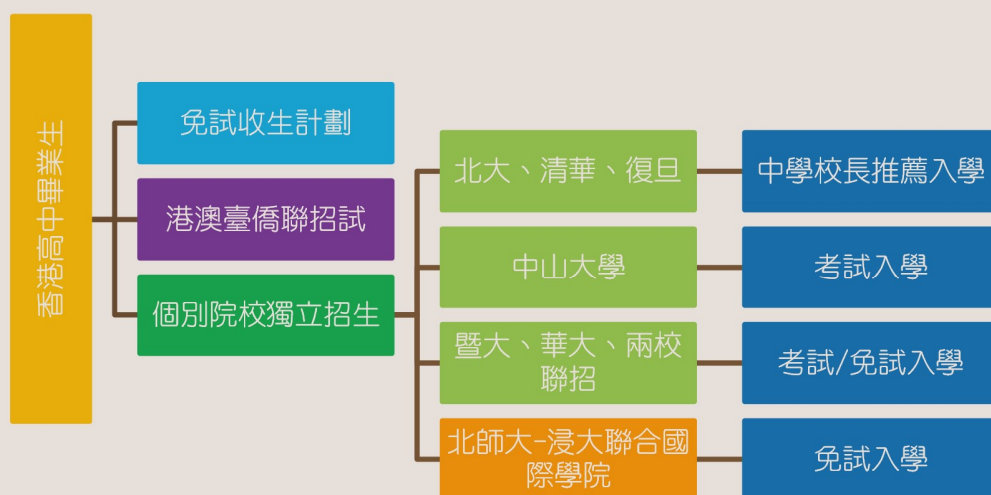 香港高中畢業生
免試收生計劃
港澳臺僑聯招試
個別院校獨立招生
北大、清華、復旦
中學校長推薦入學
中山大學
考試入學
暨大、華大、兩校
聯招
考試/免試入學
北師大-浸大聯合國
際學院
免試入學